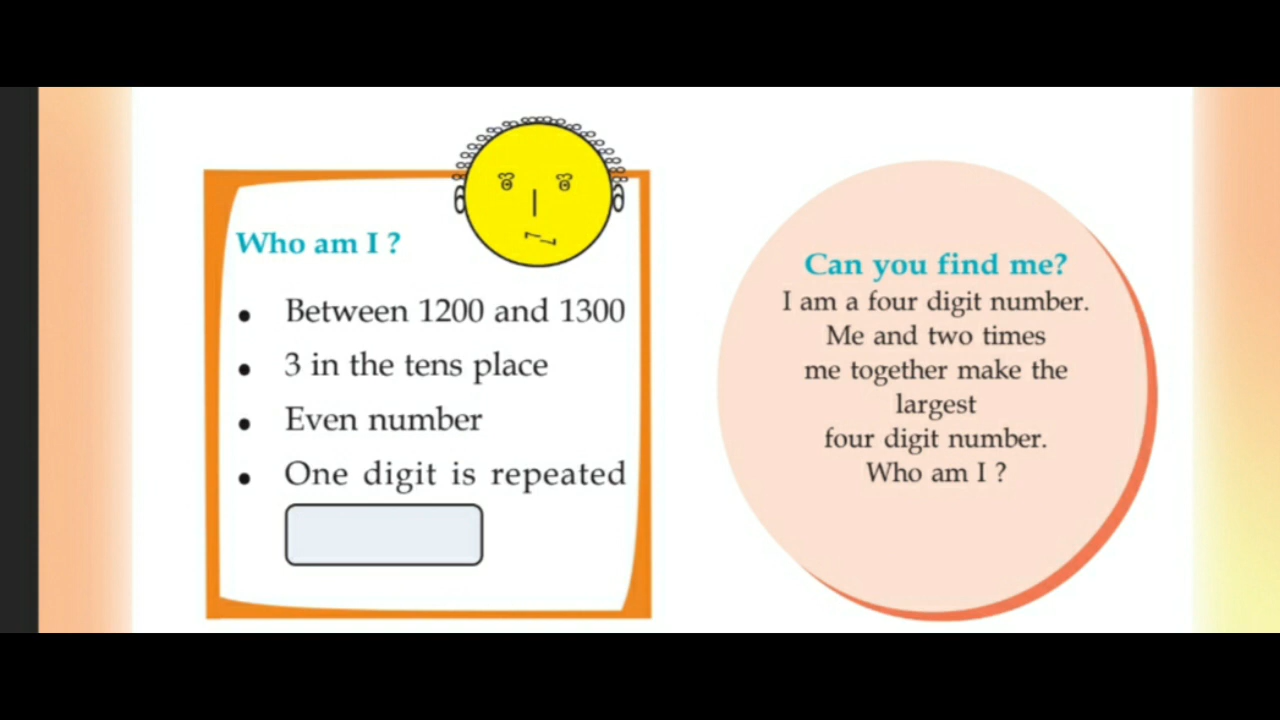 Who am I ?
• Between 1200 and 1300
• 3 in the tens place
• Even number
• One digit is repeated
Can you find me?
I am a four digit number.
Me and two times
me together make the
largest
four digit number.
Who am I ?